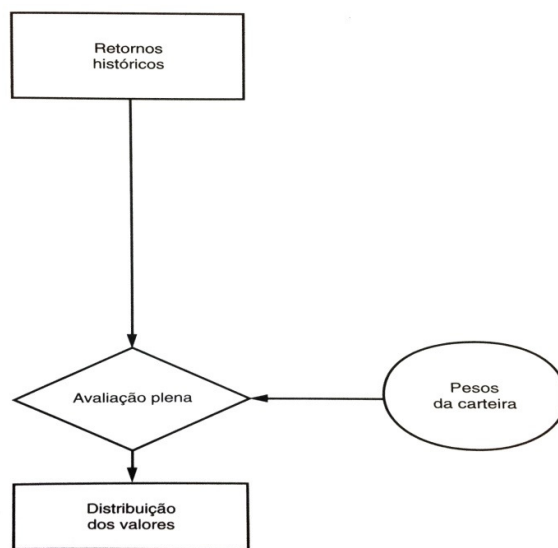 Retornos
históricos
Avaliação plena
Pesos
da carteira
Distribuição
dos valores